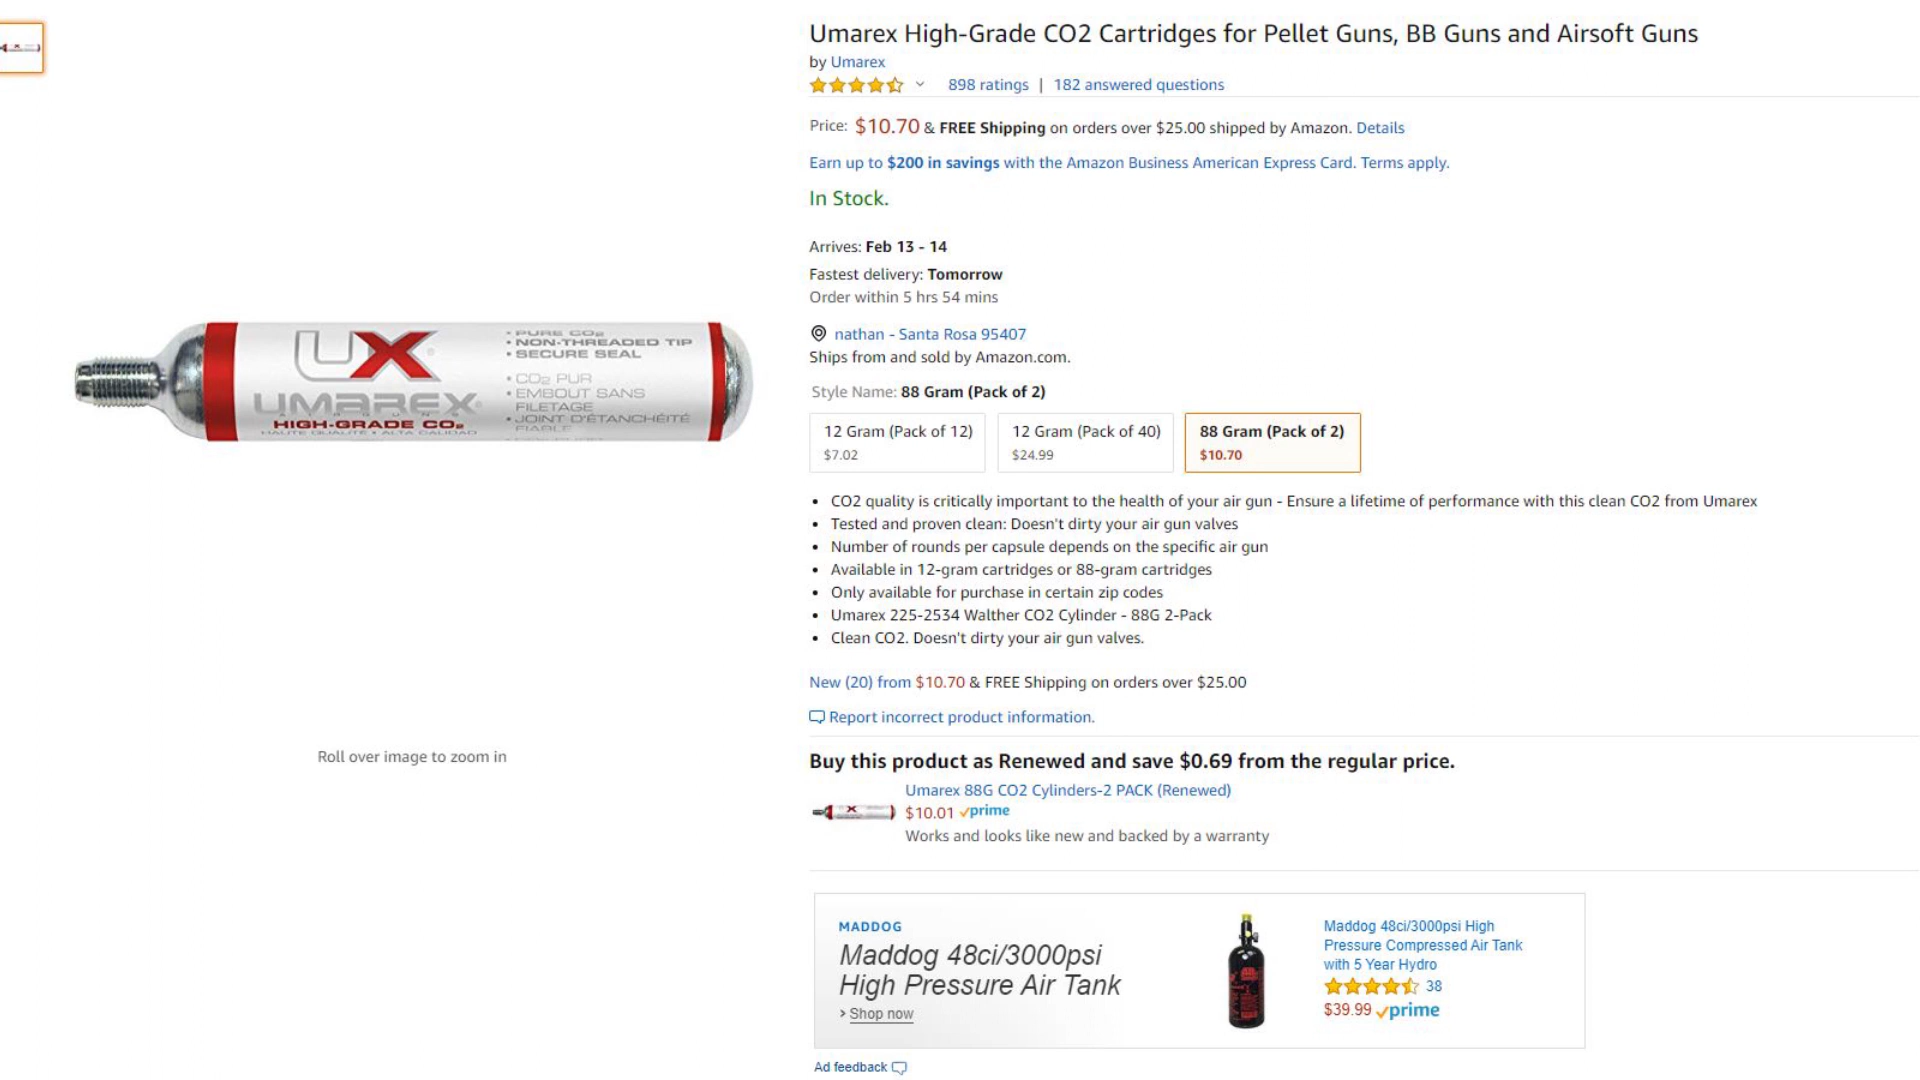 Umarex High-Grade CO2 Cartridges for Pellet Guns, BB Guns and Airsoft Guns
by Umarex
898 ratings | 182 answered questions
Price: $10.70 & FREE Shipping on orders over $25.00 shipped by Amazon. Details
Earn up to $200 in savings with the Amazon Business American Express Card. Terms apply.
In Stock.
Arrives: Feb 13 - 14
Fastest delivery: Tomorrow
Order within 5 hrs 54 mins
nathan - Santa Rosa 95407
Ships from and sold by Amazon.com.
Style Name: 88 Gram (Pack of 2)
12 Gram (Pack of 12)
$7.02
12 Gram (Pack of 40)
$24.99
88 Gram (Pack of 2)
$10.70
• CO2 quality is critically important to the health of your air gun - Ensure a lifetime of performance with this clean CO2 from Umarex
• Tested and proven clean: Doesn't dirty your air gun valves
• Number of rounds per capsule depends on the specific air gun
• Available in 12-gram cartridges or 88-gram cartridges
• Only available for purchase in certain zip codes
• Umarex 225-2534 Walther CO2 Cylinder - 88G 2-Pack
• Clean CO2. Doesn't dirty your air gun valves.
New (20) from $10.70 & FREE Shipping on orders over $25.00
Report incorrect product information.
Buy this product as Renewed and save $0.69 from the regular price.
Umarex 88G CO2 Cylinders-2 PACK (Renewed)
$10.01 prime
Works and looks like new and backed by a warranty
MADDOG
Maddog 48ci/3000psi
High Pressure Air Tank
› Shop now
Maddog 48ci/3000psi High
Pressure Compressed Air Tank
with 5 Year Hydro
38
$39.99 prime
Ad feedback
UX
UMAREX
AIRGUNS
HIGH-GRADE CO₂
HAUTE QUALITÉ • ALTA CALIDAD
• PURE CO₂
• NON-THREADED TIP
• SECURE SEAL
• CO₂ PUR
• EMBOUT SANS
FILETAGE
• JOINT D'ÉTANCHÉITÉ
FIABLE
Roll over image to zoom in